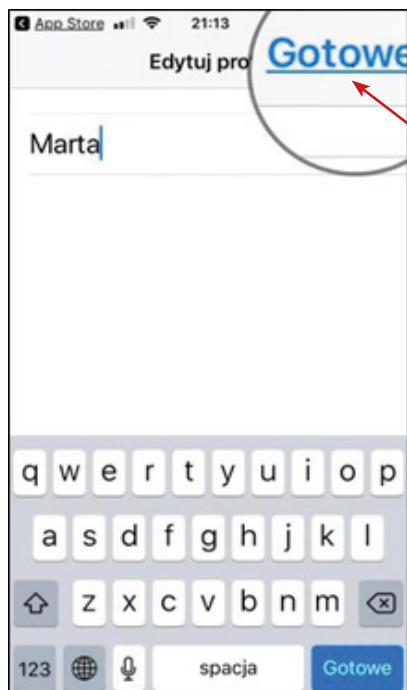 App Store 21:13
Edytuj pro Gotowe
Marta
q w e r t y u i o p
a s d f g h j k l
z x c v b n m
123 spacja Gotowe